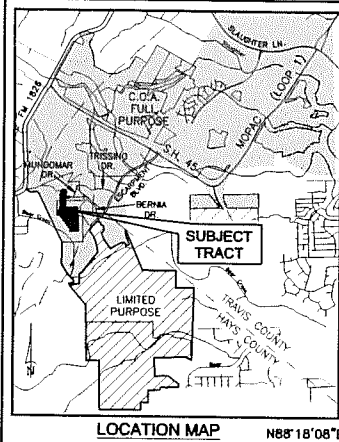 SLAUGHTER LN.
FM 1826
MOPAC (LOOP 1)
C.O.A.
FULL
PURPOSE
S.H. 45
MUNDOMAR
DR.
TRISSINO
DR.
ESCARPMENT
BLVD.
BERNIA
DR.
SUBJECT
TRACT
LIMITED
PURPOSE
TRAVIS COUNTY
HAYS COUNTY
N
LOCATION MAP
N88°18'08"E